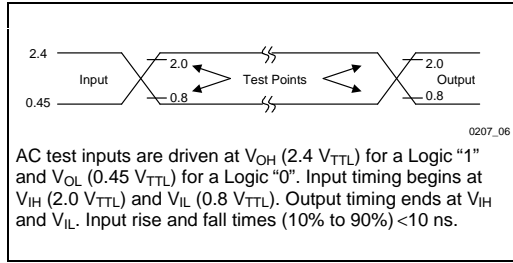 2.4
2.0
2.0
Input
Test Points
Output
0.45
0.8
0.8
0207_06
AC test inputs are driven at VOH (2.4 VTTL) for a Logic “1”
and VOL (0.45 VTTL) for a Logic “0”. Input timing begins at
VIH (2.0 VTTL) and VIL (0.8 VTTL). Output timing ends at VIH
and VIL. Input rise and fall times (10% to 90%) <10 ns.